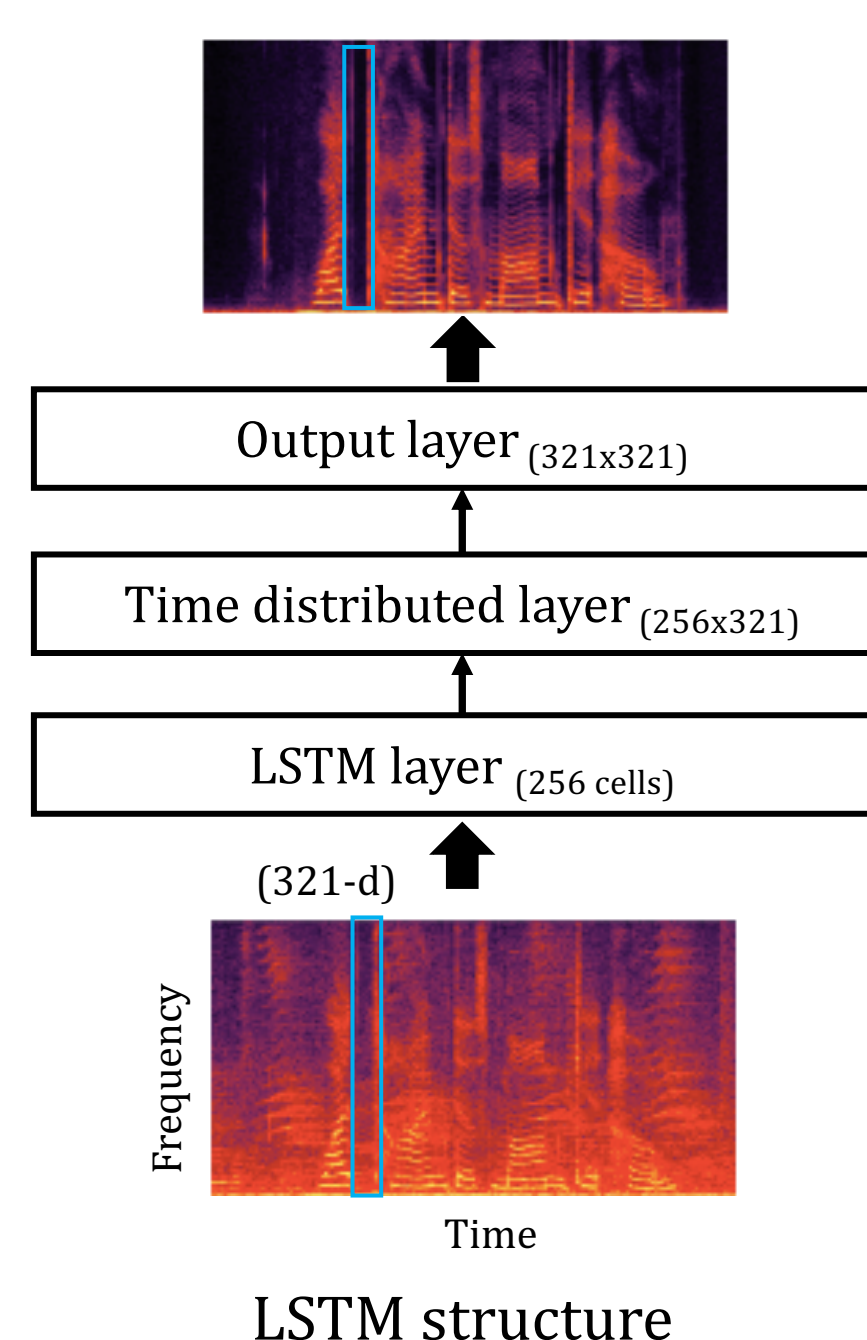 Output layer (321x321)
Time distributed layer (256x321)
LSTM layer (256 cells)
(321-d)
Frequency
Time
LSTM structure